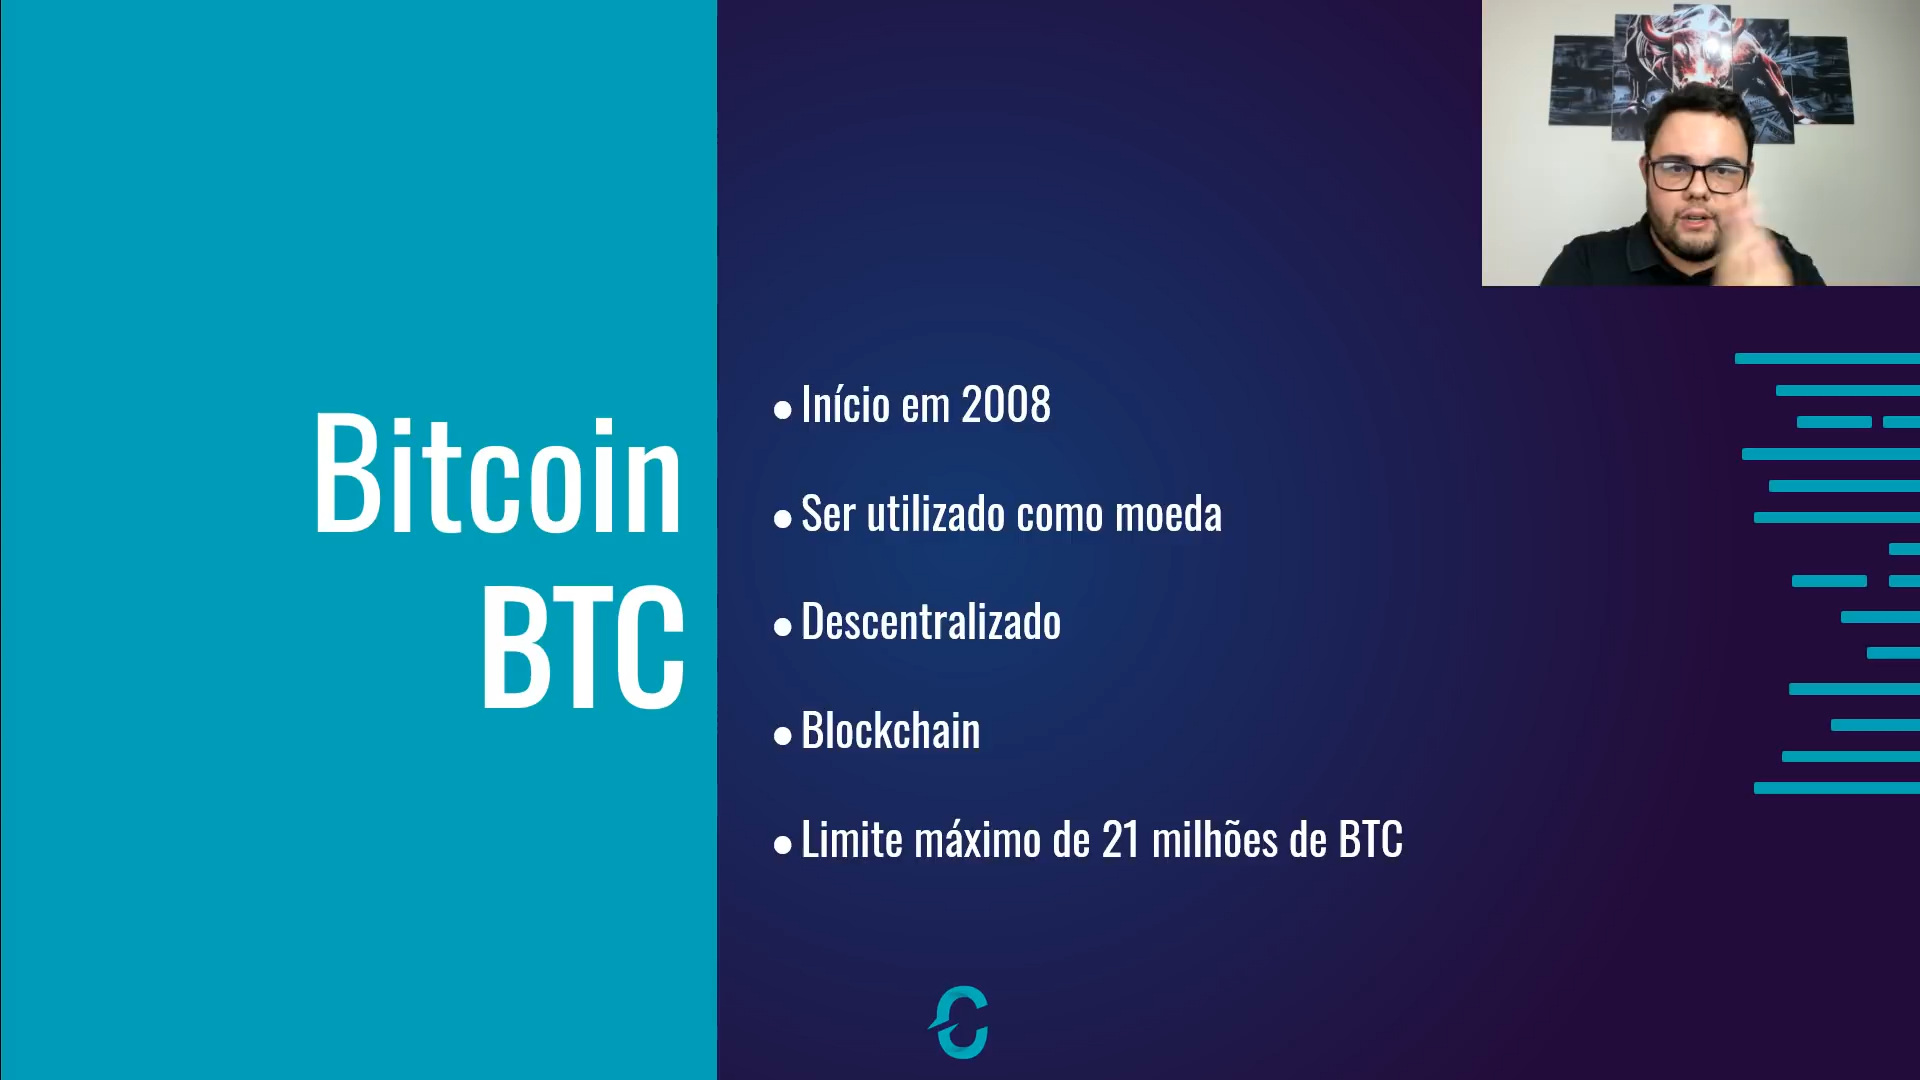 Bitcoin
BTC
• Início em 2008
• Ser utilizado como moeda
• Descentralizado
• Blockchain
• Limite máximo de 21 milhões de BTC